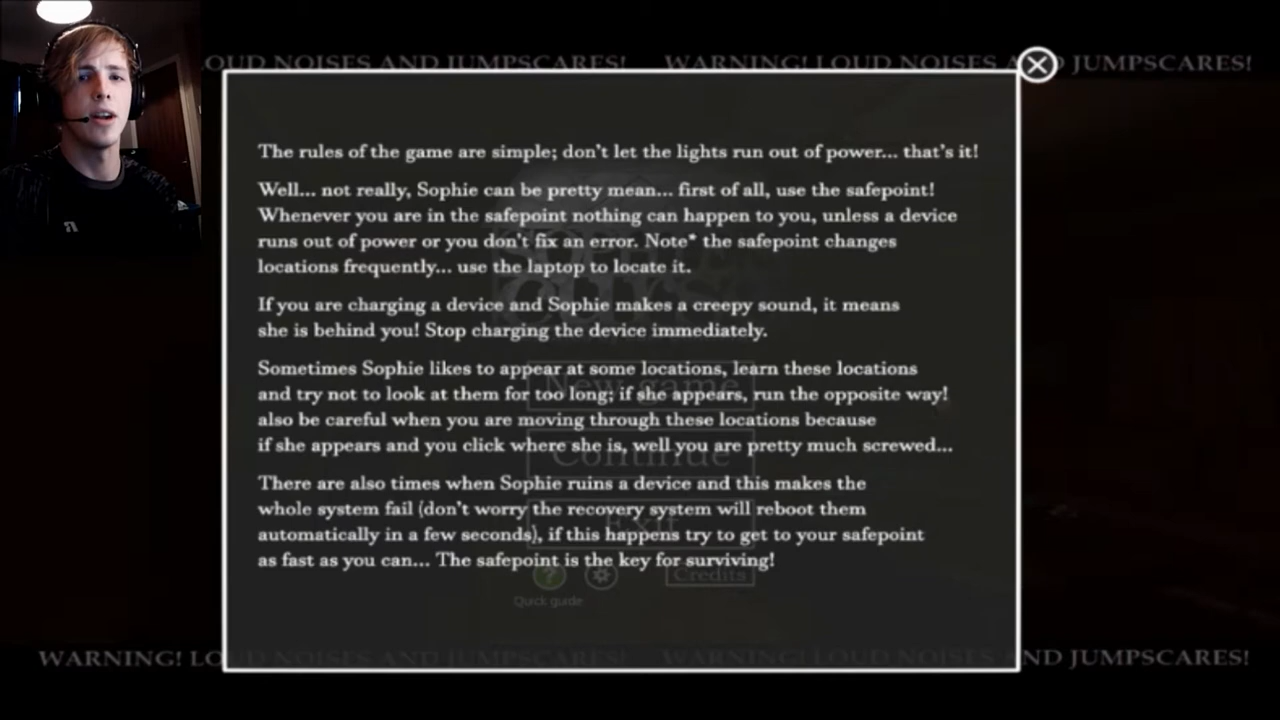 OUD NOISES AND JUMPSCARES! WARNING! LOUD NOISES AND JUMPSCARES!
The rules of the game are simple; don't let the lights run out of power... that's it!
Well... not really, Sophie can be pretty mean... first of all, use the safepoint!
Whenever you are in the safepoint nothing can happen to you, unless a device
runs out of power or you don't fix an error. Note* the safepoint changes
locations frequently... use the laptop to locate it.
If you are charging a device and Sophie makes a creepy sound, it means
she is behind you! Stop charging the device immediately.
Sometimes Sophie likes to appear at some locations, learn these locations
and try not to look at them for too long; if she appears, run the opposite way!
also be careful when you are moving through these locations because
if she appears and you click where she is, well you are pretty much screwed...
There are also times when Sophie ruins a device and this makes the
whole system fail (don't worry the recovery system will reboot them
automatically in a few seconds), if this happens try to get to your safepoint
as fast as you can... The safepoint is the key for surviving!
New game
Continue
Exit
Credits
Quick guide
WARNING! LOUD NOISES AND JUMPSCARES! WARNING! LOUD NOISES AND JUMPSCARES!